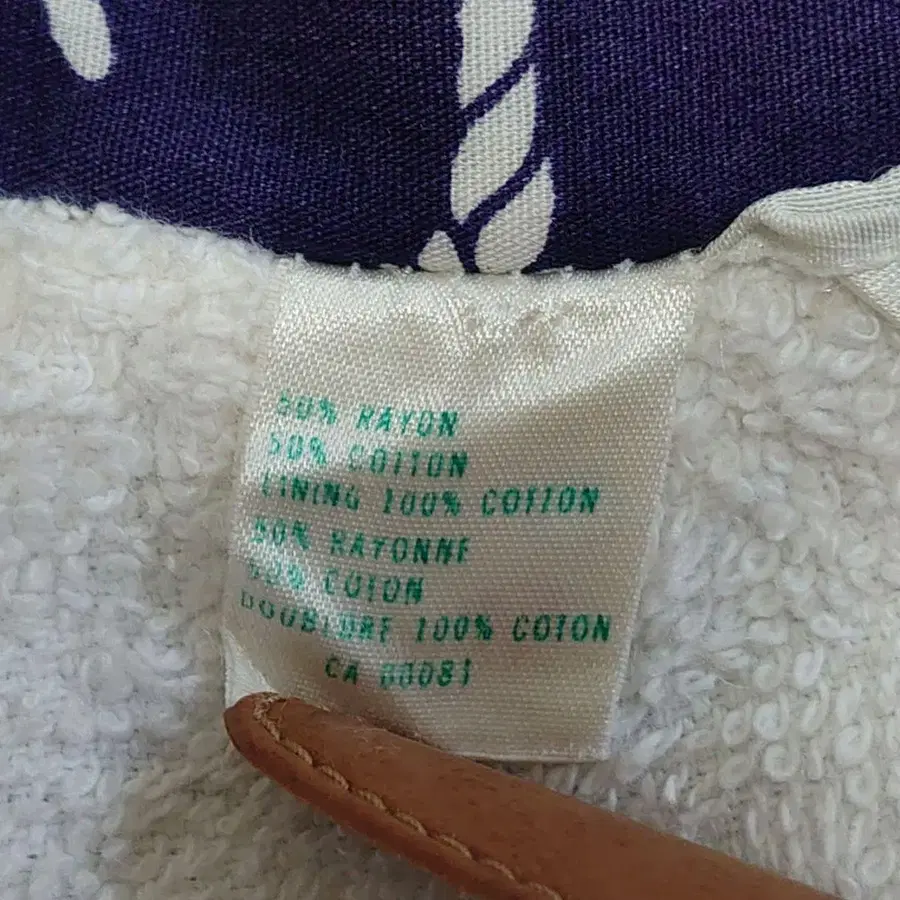 50% RAYON
50% COTTON
LINING 100% COTTON
50% RAYONNE
50% COTON
DOUBLURE 100% COTON
CA 00081